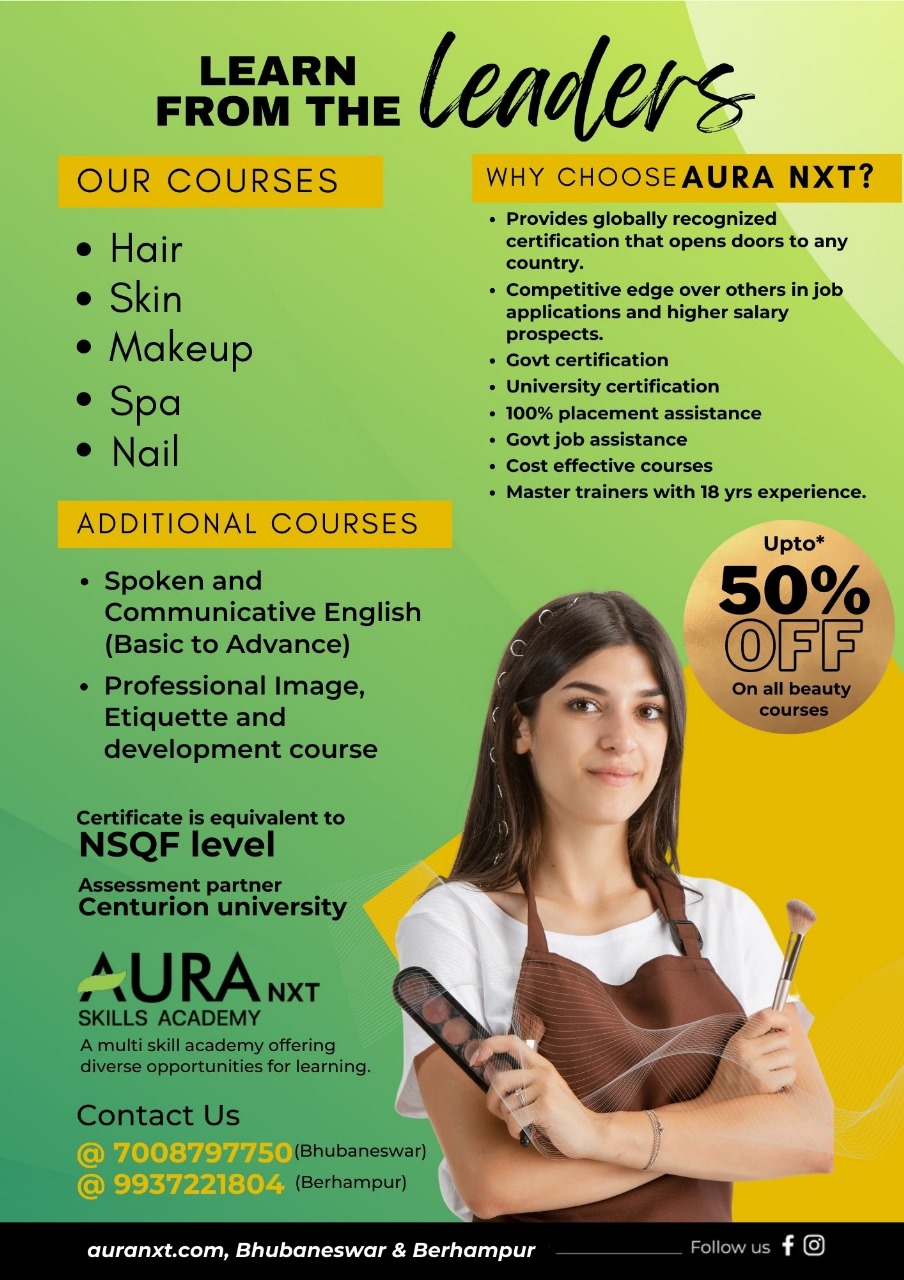 LEARN
FROM THE
Leaders
OUR COURSES
• Hair
• Skin
• Makeup
• Spa
• Nail
WHY CHOOSE AURA NXT?
• Provides globally recognized
certification that opens doors to any
country.
• Competitive edge over others in job
applications and higher salary
prospects.
• Govt certification
• University certification
• 100% placement assistance
• Govt job assistance
• Cost effective courses
• Master trainers with 18 yrs experience.
ADDITIONAL COURSES
• Spoken and
Communicative English
(Basic to Advance)
• Professional Image,
Etiquette and
development course
Upto*
50%
OFF
On all beauty
courses
Certificate is equivalent to
NSQF level
Assessment partner
Centurion university
AURA NXT
SKILLS ACADEMY
A multi skill academy offering
diverse opportunities for learning.
Contact Us
@ 7008797750 (Bhubaneswar)
@ 9937221804 (Berhampur)
auranxt.com, Bhubaneswar & Berhampur
Follow us